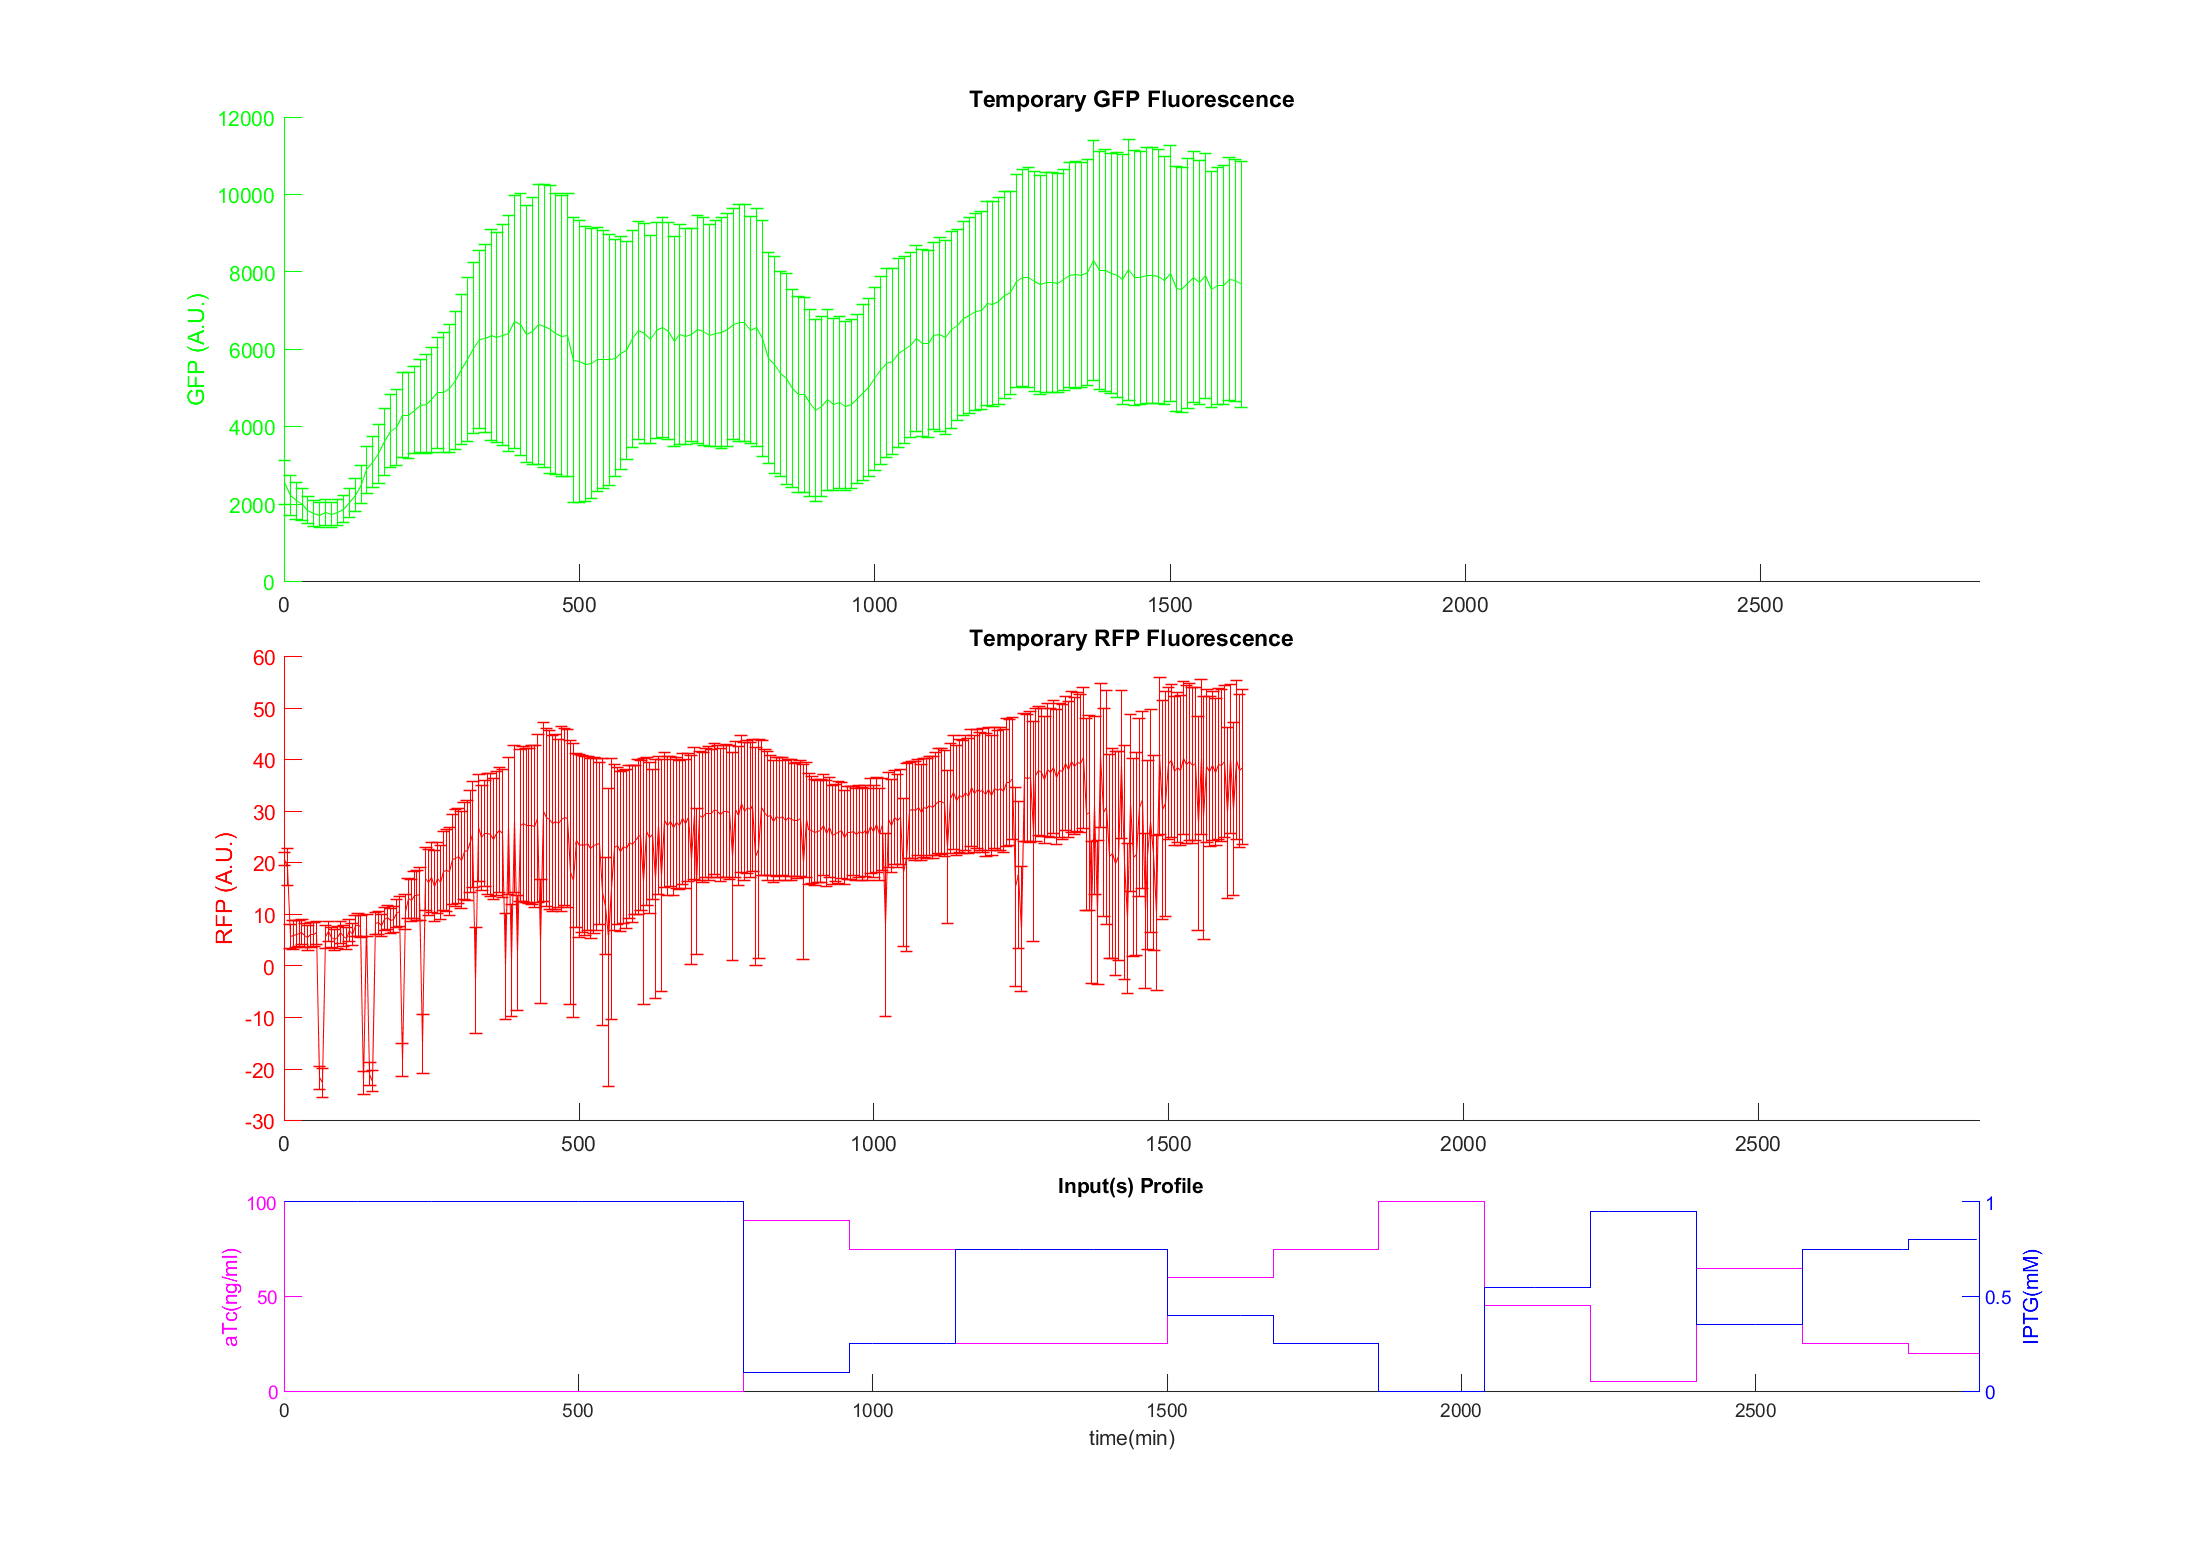 Temporary GFP Fluorescence
12000
10000
8000
6000
4000
2000
0
GFP (A.U.)
0 500 1000 1500 2000 2500
Temporary RFP Fluorescence
60
50
40
30
20
10
0
-10
-20
-30
RFP (A.U.)
0 500 1000 1500 2000 2500
Input(s) Profile
100
50
0
aTc(ng/ml)
1
0.5
0
IPTG(mM)
0 500 1000 1500 2000 2500
time(min)